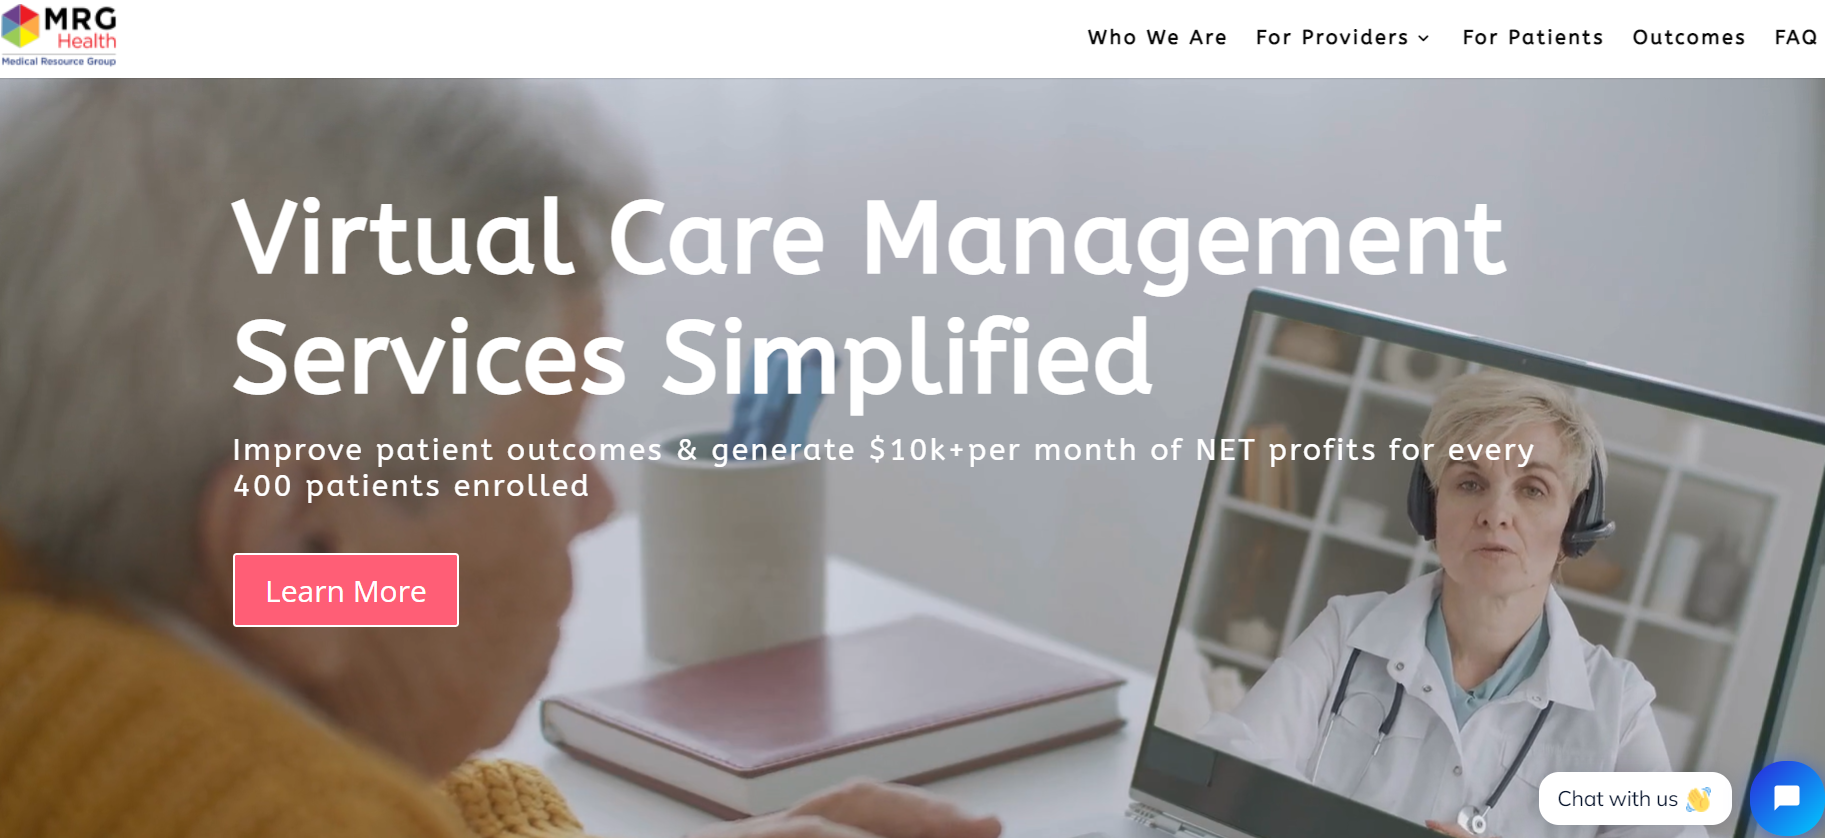 MRG
Health
Medical Resource Group
Who We Are
For Providers
For Patients
Outcomes
FAQ
Virtual Care Management
Services Simplified
Improve patient outcomes & generate $10k+per month of NET profits for every
400 patients enrolled
Learn More
Chat with us 👋